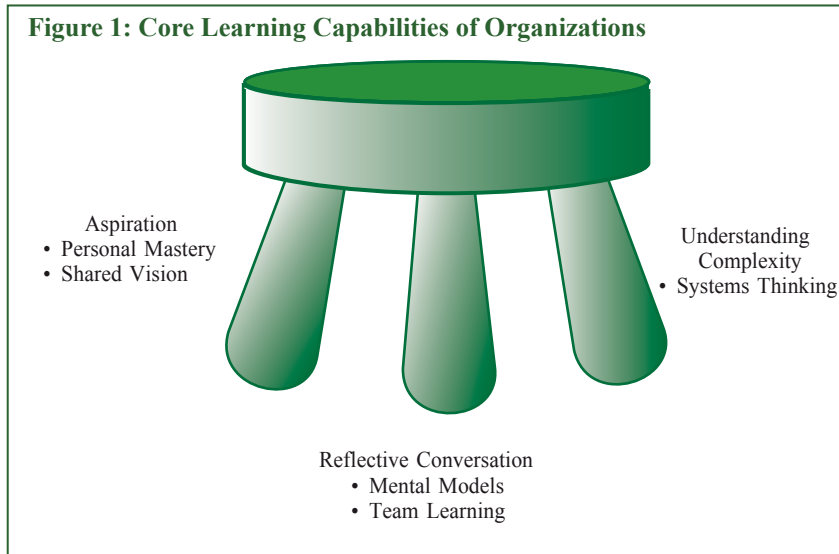 Figure 1: Core Learning Capabilities of Organizations
Aspiration
• Personal Mastery
• Shared Vision
Understanding
Complexity
• Systems Thinking
Reflective Conversation
• Mental Models
• Team Learning